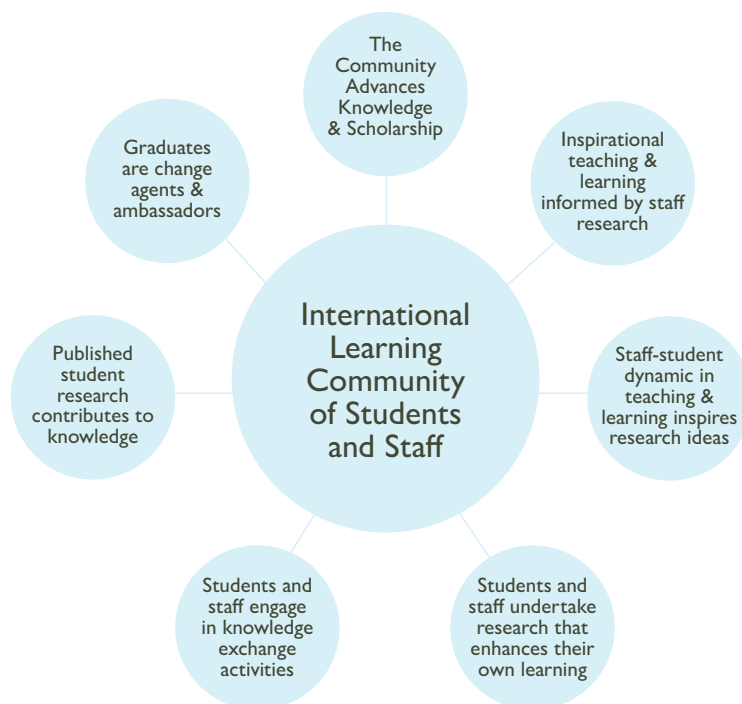 The
Community
Advances
Knowledge
& Scholarship
Inspirational
teaching &
learning
informed by staff
research
Staff-student
dynamic in
teaching &
learning inspires
research ideas
Students and
staff undertake
research that
enhances their
own learning
Students and
staff engage
in knowledge
exchange
activities
Published
student
research
contributes to
knowledge
Graduates
are change
agents &
ambassadors
International
Learning
Community
of Students
and Staff